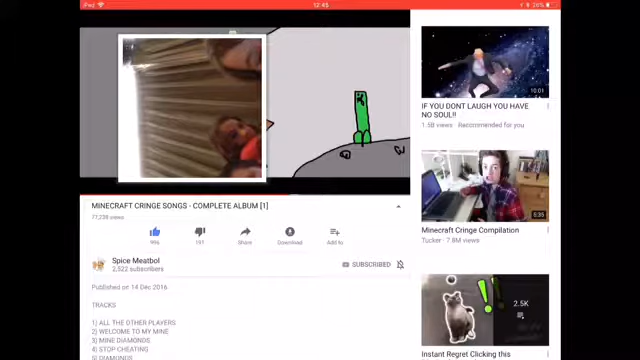 iPad
12:45
26%
MINECRAFT CRINGE SONGS - COMPLETE ALBUM [1]
77,238 views
996
191
Share
Download
Add to
Spice Meatbol
2,522 subscribers
SUBSCRIBED
Published on 14 Dec 2016
TRACKS
1) ALL THE OTHER PLAYERS
2) WELCOME TO MY MINE
3) MINE DIAMONDS
4) STOP CHEATING
5) DIAMONDS
10:01
IF YOU DONT LAUGH YOU HAVE
NO SOUL!!
1.5B views · Recommended for you
5:35
Minecraft Cringe Compilation
Tucker · 7.8M views
2.5K
Instant Regret Clicking this